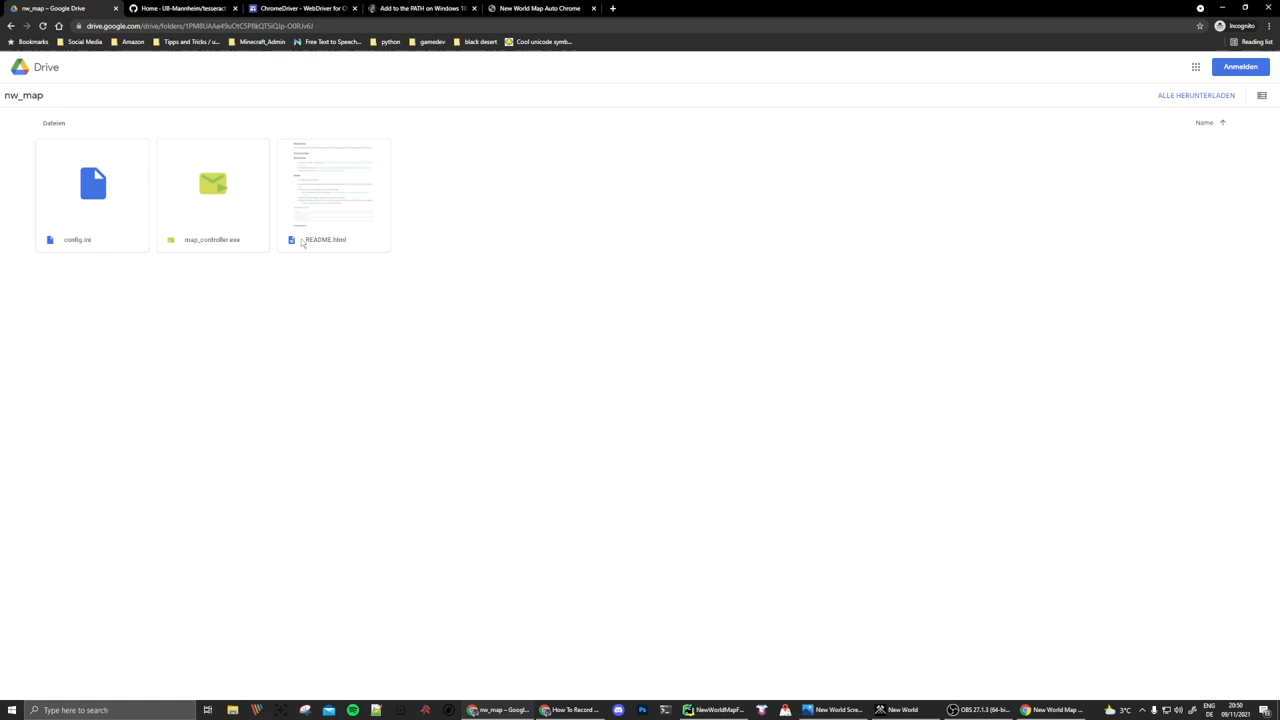 nw_map – Google Drive
Home · UB-Mannheim/tesseract
ChromeDriver - WebDriver for C
Add to the PATH on Windows 10
New World Map Auto Chrome
drive.google.com/drive/folders/
Incognito
Bookmarks
Social Media
Amazon
Tipps and Tricks / u...
Minecraft_Admin
Free Text to Speech...
python
gamedev
black desert
Cool unicode symb...
Reading list
Drive
Anmelden
nw_map
ALLE HERUNTERLADEN
Dateien
Name
config.ini
map_controller.exe
README.html
Type here to search
nw_map – Googl...
How To Record ...
NewWorldMapF...
New World Scre...
New World
OBS 27.1.3 (64-bi...
New World Map ...
3°C
ENG
DE
20:50
09/11/2021